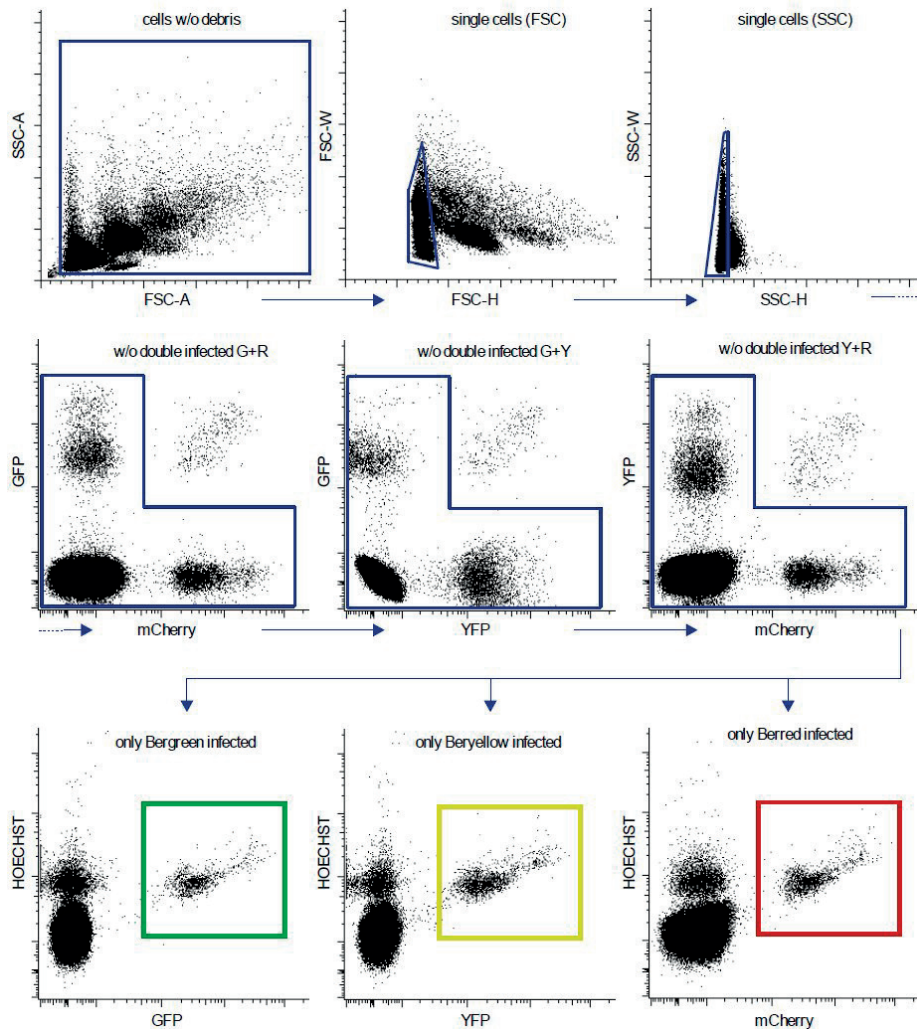 cells w/o debris
single cells (FSC)
single cells (SSC)
SSC-A
FSC-W
SSC-W
FSC-A
FSC-H
SSC-H
w/o double infected G+R
w/o double infected G+Y
w/o double infected Y+R
GFP
GFP
YFP
mCherry
YFP
mCherry
only Bergreen infected
only Beryellow infected
only Berred infected
HOECHST
HOECHST
HOECHST
GFP
YFP
mCherry